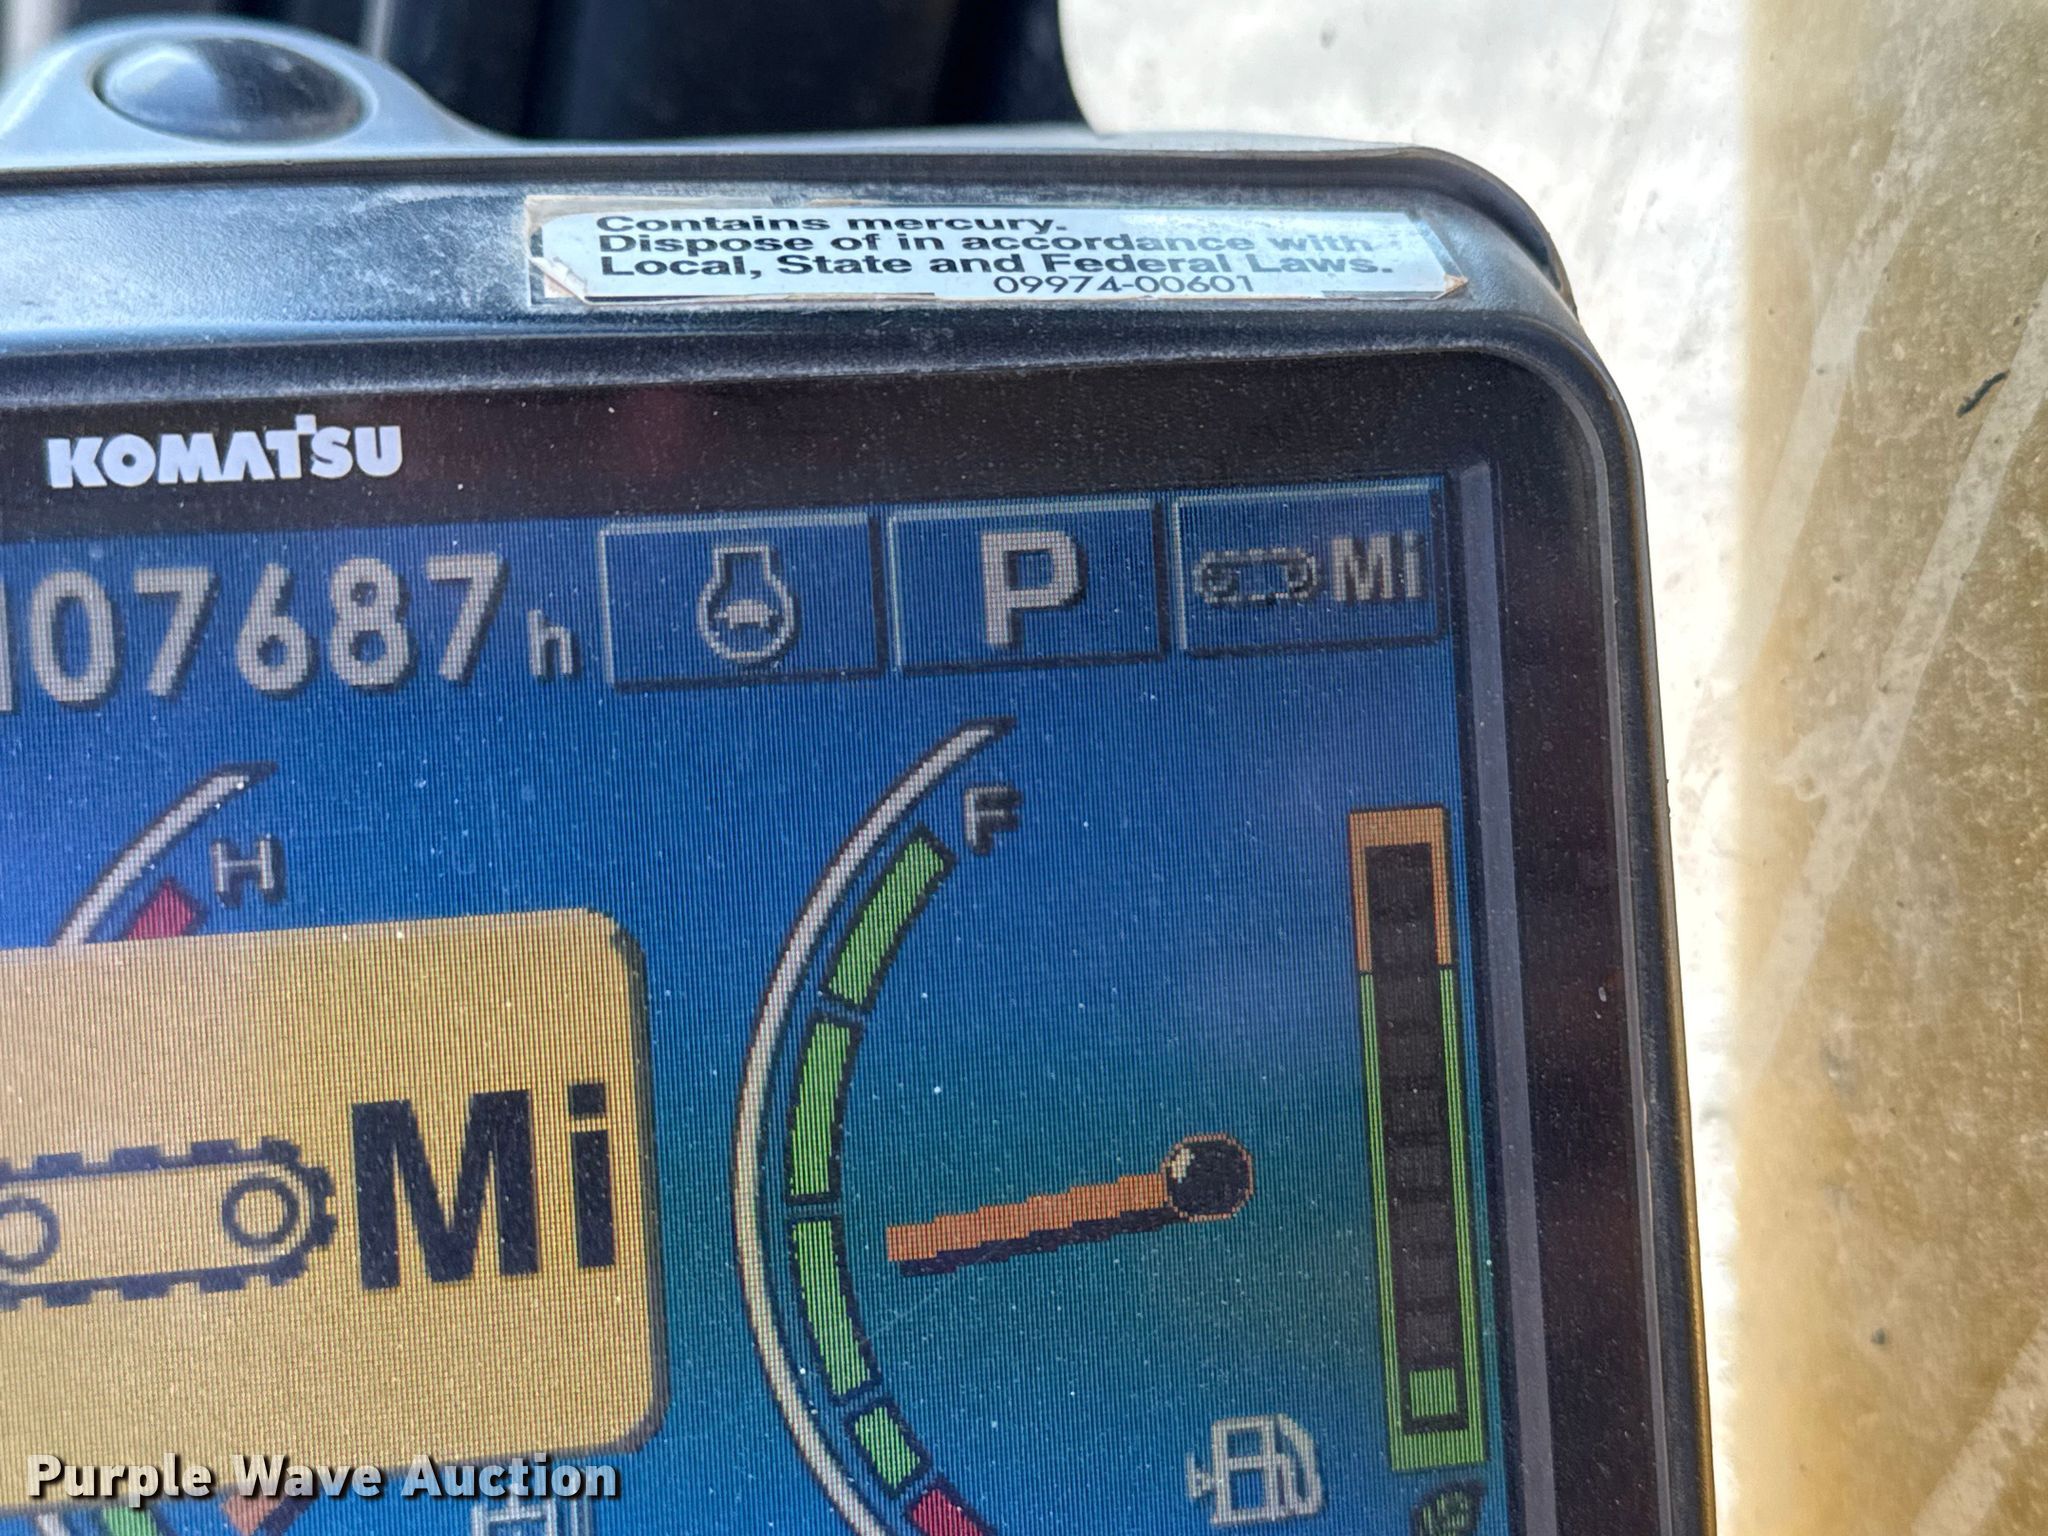 Contains mercury.
Dispose of in accordance with
Local, State and Federal Laws.
09974-00601
KOMATSU
07687h
P
Mi
H
F
Mi
Purple Wave Auction